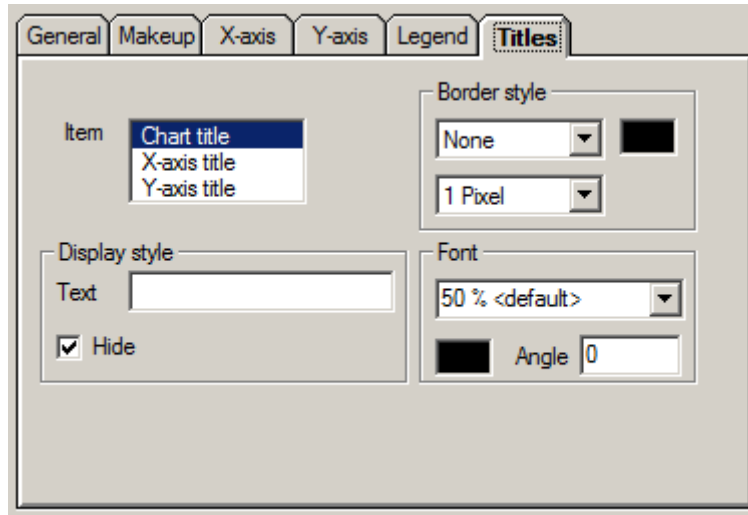 General Makeup X-axis Y-axis Legend Titles
Item
Chart title
X-axis title
Y-axis title
Border style
None
1 Pixel
Display style
Text
Hide
Font
50 % <default>
Angle 0